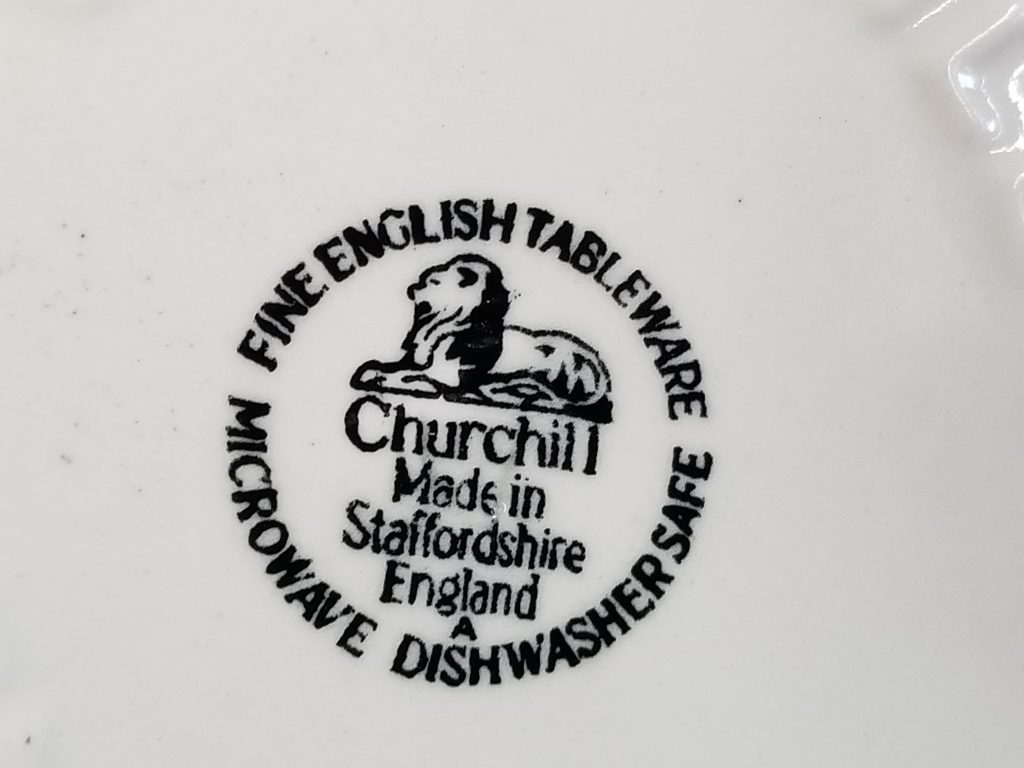 FINE ENGLISH TABLEWARE
Churchill
Made in
Staffordshire
England
A
MICROWAVE DISHWASHER SAFE